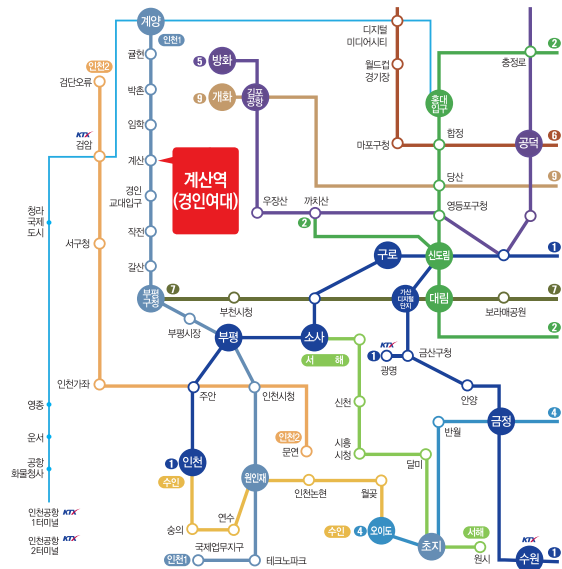 계양
인천1
귤현
박촌
임학
계산
계산역
(경인여대)
경인
교대입구
작전
갈산
부평
구청
7
부평시장
부평
인천2
검단오류
KTX
검암
청라
국제
도시
서구청
인천가좌
영종
운서
공항
화물청사
인천공항
1터미널
KTX
인천공항
2터미널
KTX
5
방화
9
개화
김포
공항
디지털
미디어시티
월드컵
경기장
마포구청
홍대
입구
2
충정로
합정
6
공덕
당산
9
우장산
까치산
2
영등포구청
구로
신도림
1
가산
디지털
단지
대림
7
부천시청
보라매공원
소사
서 해
2
1
KTX
광명
금산구청
주안
인천시청
신천
안양
금정
4
1
인천
수인
인천2
문연
시흥
시청
반월
달미
원인재
인천논현
월곶
숭의
연수
수인
4
오이도
초지
서해
원시
국제업무지구
인천1
테크노파크
KTX
수원
1